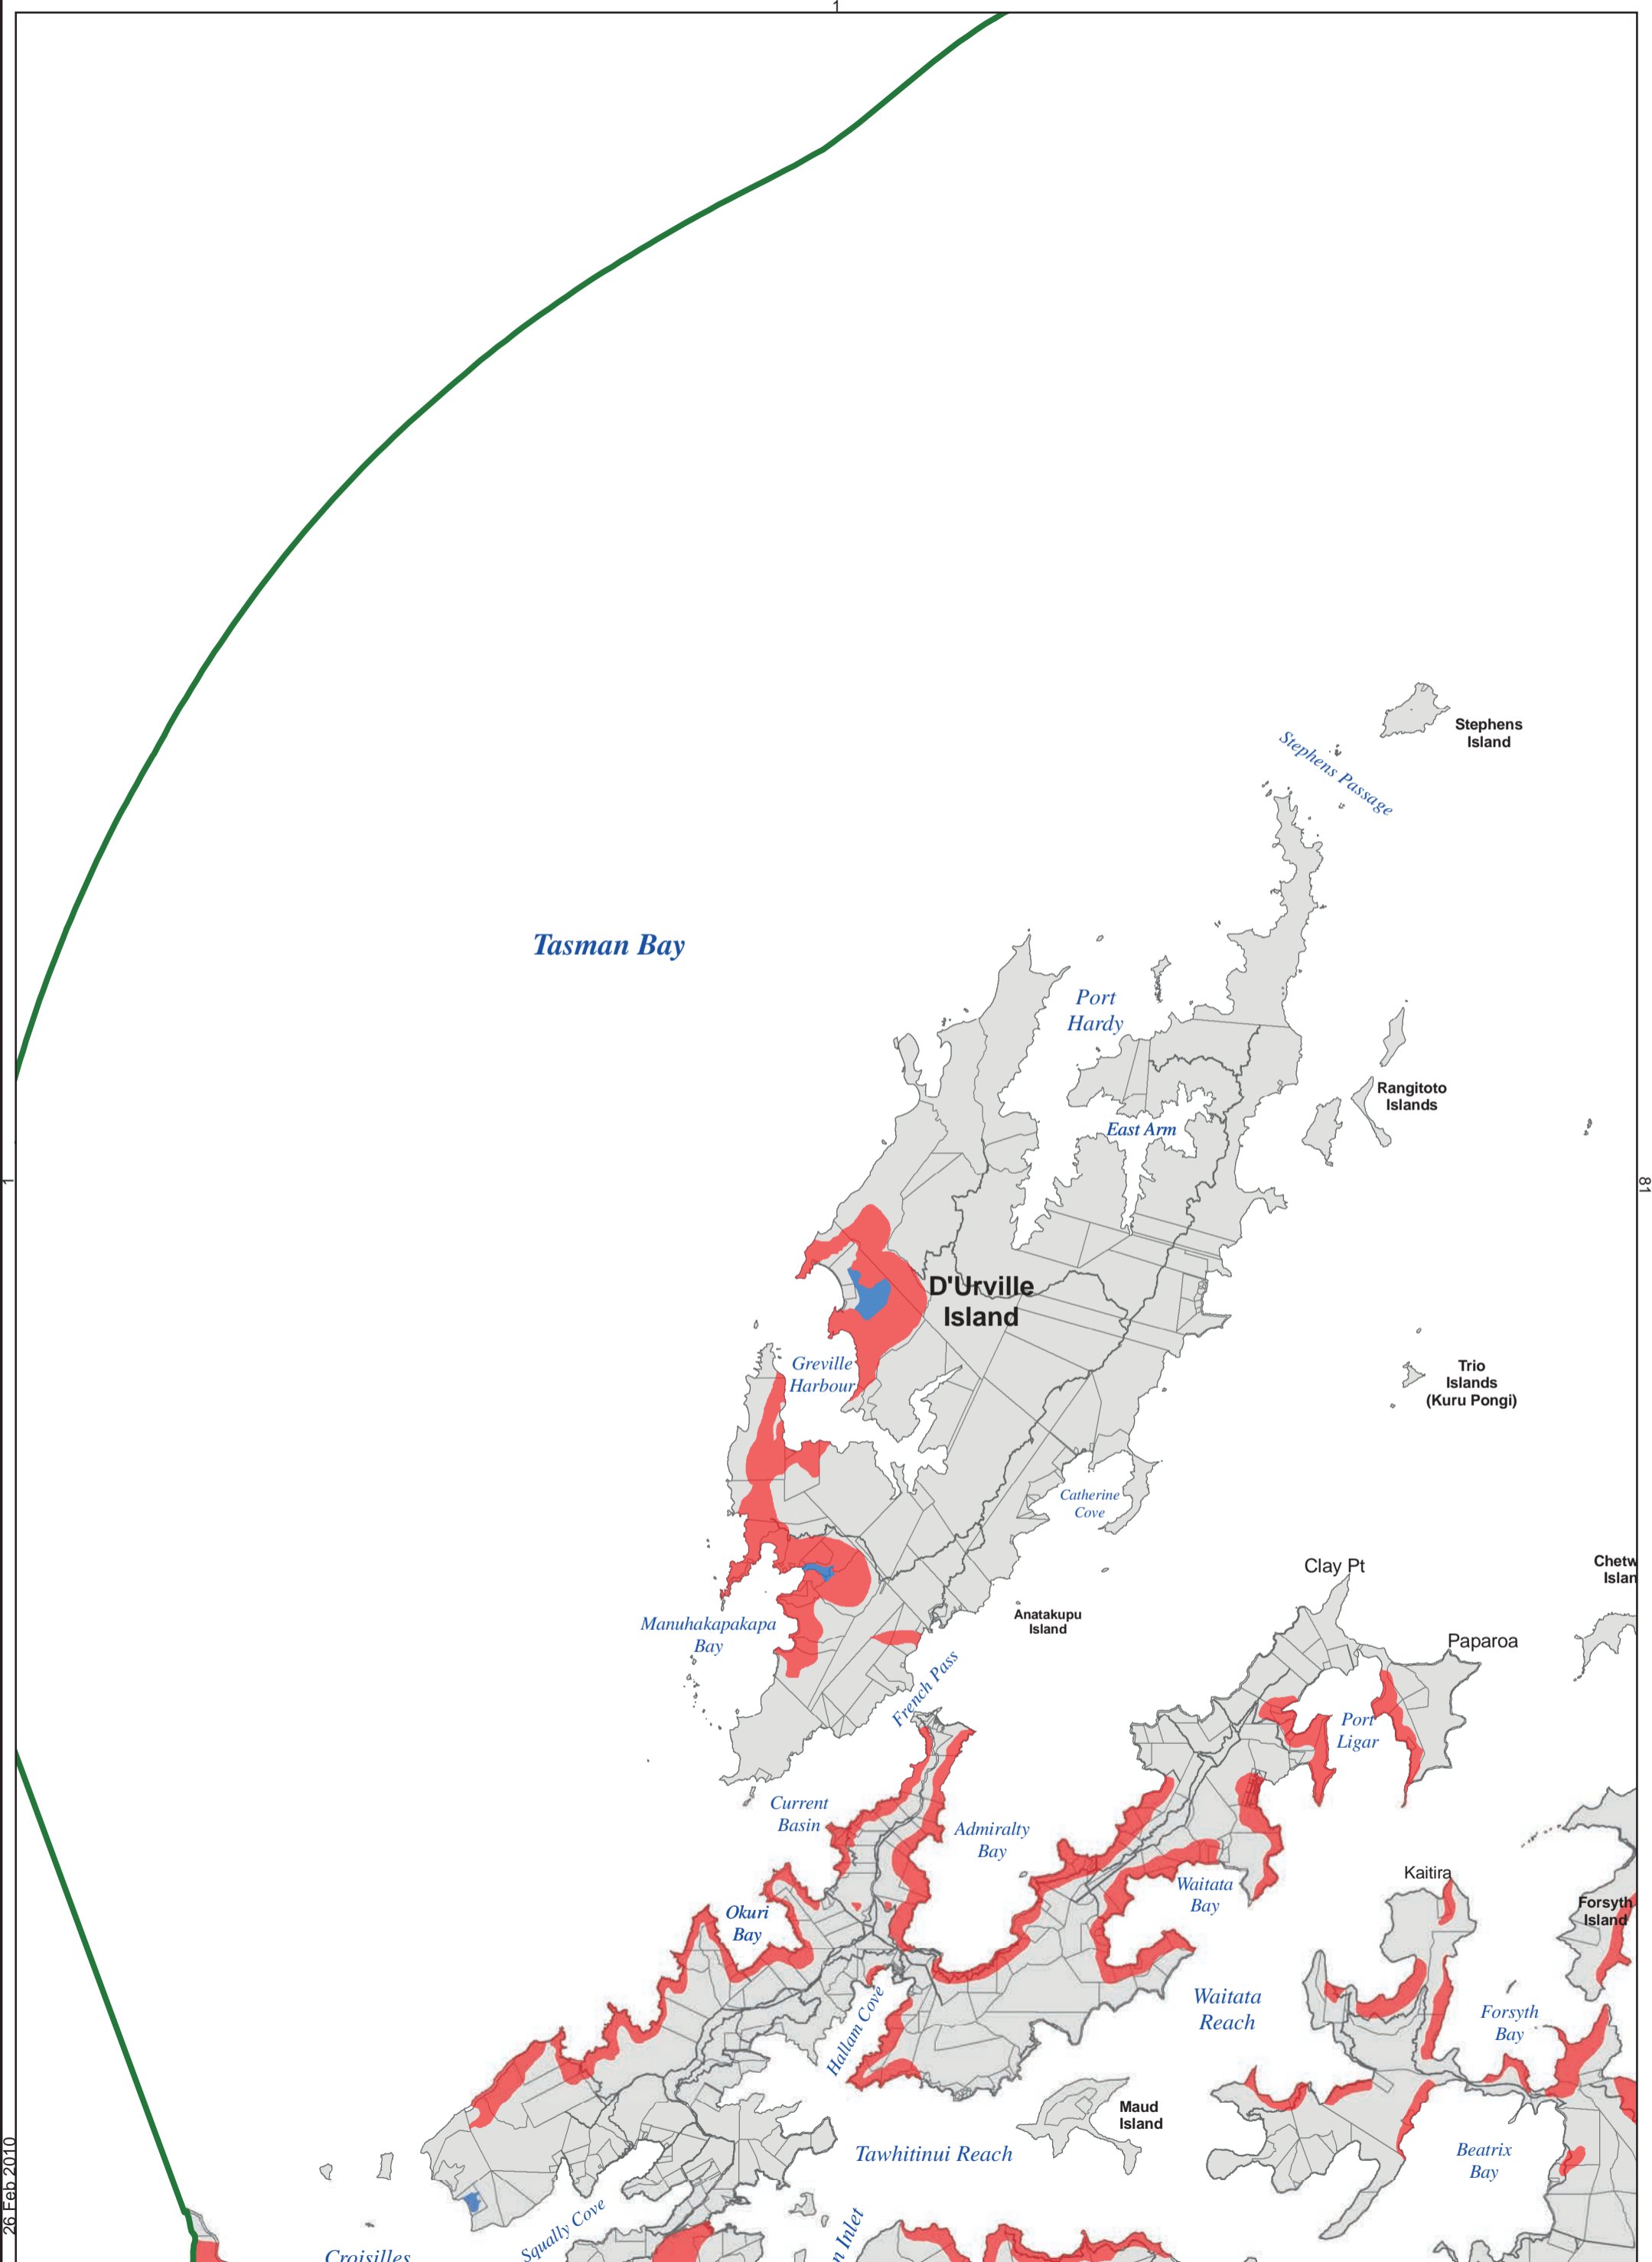 1
Stephens
Island
Stephens Passage
Tasman Bay
Port
Hardy
Rangitoto
Islands
East Arm
1
81
D'Urville
Island
Greville
Harbour
Trio
Islands
(Kuru Pongi)
Catherine
Cove
Clay Pt
Chetw
Islan
Anatakupu
Island
Manuhakapakapa
Bay
Paparoa
French Pass
Port
Ligar
Current
Basin
Admiralty
Bay
Kaitira
Waitata
Bay
Forsyth
Island
Okuri
Bay
Waitata
Reach
Forsyth
Bay
Hallam Cove
Maud
Island
Tawhitinui Reach
Beatrix
Bay
26 Feb 2010
Squally Cove
n Inlet
Croisilles